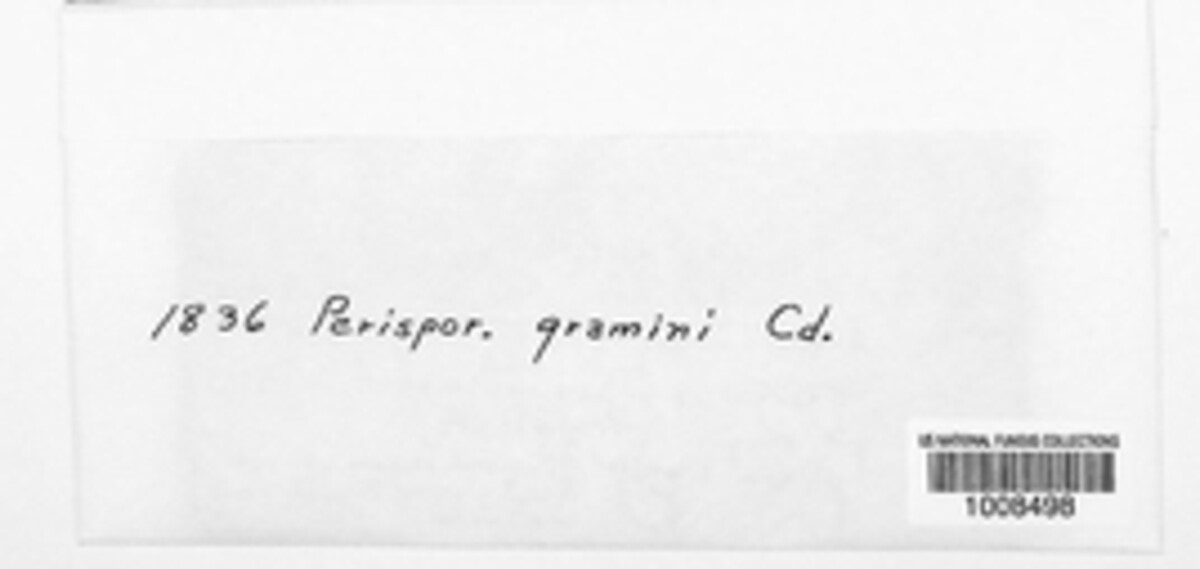 1836 Perispor. gramini Cd.
US NATIONAL FUNGUS COLLECTIONS
1008498